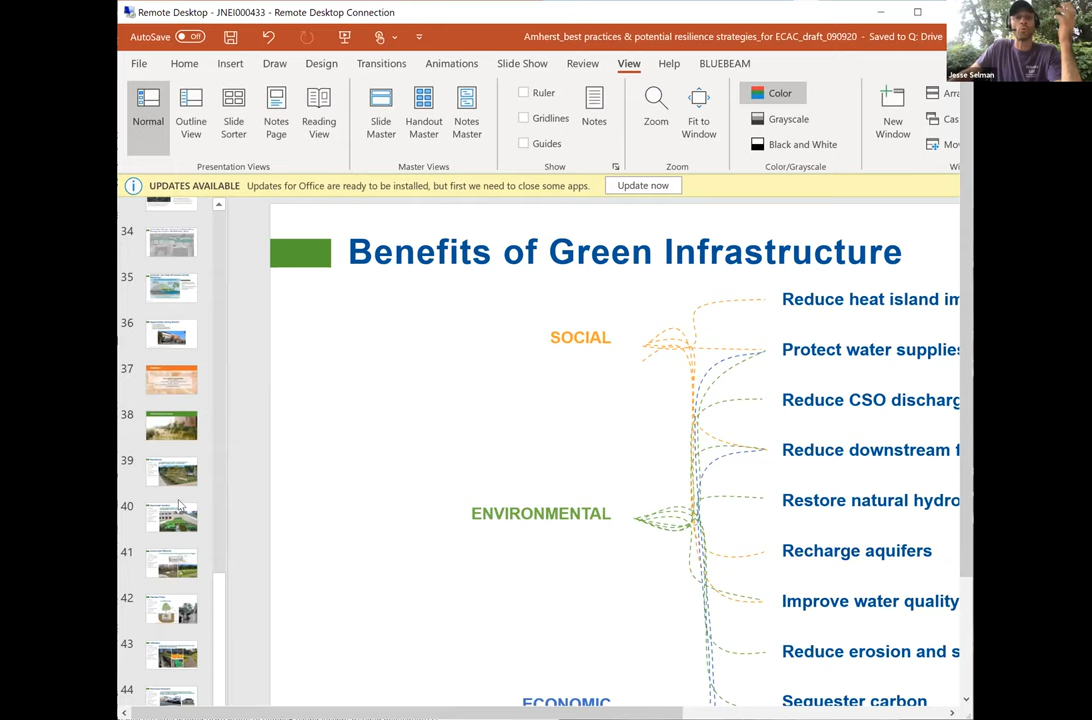 Remote Desktop - JNEI000433 - Remote Desktop Connection
AutoSave Off
Amherst_best practices & potential resilience strategies_for ECAC_draft_090920 - Saved to Q: Drive
Jesse Selman
File Home Insert Draw Design Transitions Animations Slide Show Review View Help BLUEBEAM
Normal
Outline View
Slide Sorter
Notes Page
Reading View
Presentation Views
Slide Master
Handout Master
Notes Master
Master Views
Ruler
Gridlines
Guides
Notes
Show
Zoom
Fit to Window
Zoom
Color
Grayscale
Black and White
Color/Grayscale
New Window
Arra
Cas
Mov
Wi
UPDATES AVAILABLE Updates for Office are ready to be installed, but first we need to close some apps. Update now
34
35
36
37
38
39
40
41
42
43
44
Benefits of Green Infrastructure
SOCIAL
ENVIRONMENTAL
ECONOMIC
Reduce heat island im
Protect water supplies
Reduce CSO discharg
Reduce downstream f
Restore natural hydro
Recharge aquifers
Improve water quality
Reduce erosion and s
Sequester carbon